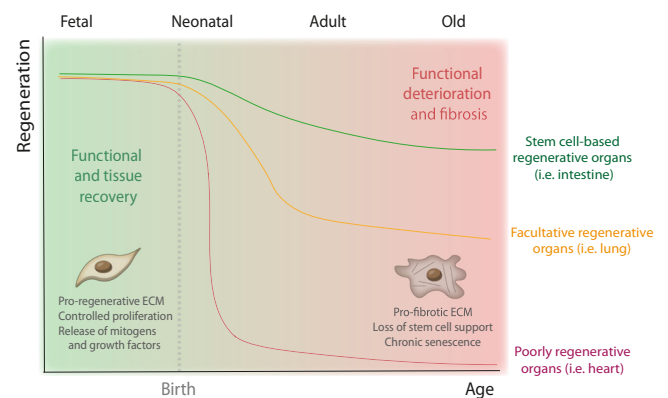 Fetal
Neonatal
Adult
Old
Regeneration
Functional
deterioration
and fibrosis
Functional
and tissue
recovery
Stem cell-based
regenerative organs
(i.e. intestine)
Facultative regenerative
organs (i.e. lung)
Pro-regenerative ECM
Controlled proliferation
Release of mitogens
and growth factors
Pro-fibrotic ECM
Loss of stem cell support
Chronic senescence
Poorly regenerative
organs (i.e. heart)
Birth
Age